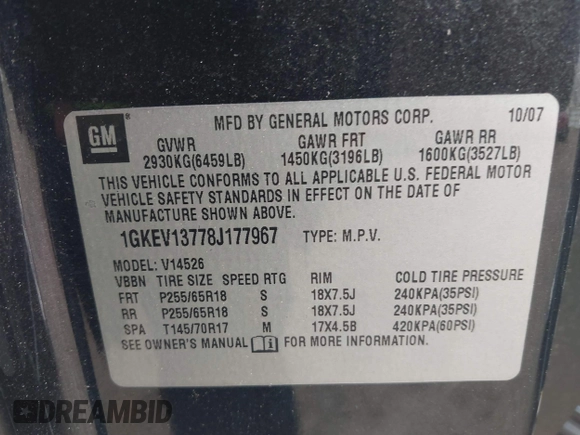 GM
MFD BY GENERAL MOTORS CORP. 10/07
GVWR GAWR FRT GAWR RR
2930KG(6459LB) 1450KG(3196LB) 1600KG(3527LB)
THIS VEHICLE CONFORMS TO ALL APPLICABLE U.S. FEDERAL MOTOR
VEHICLE SAFETY STANDARDS IN EFFECT ON THE DATE OF
MANUFACTURE SHOWN ABOVE.
1GKEV13778J177967 TYPE: M.P.V.
MODEL: V14526
VBBN TIRE SIZE SPEED RTG RIM COLD TIRE PRESSURE
FRT P255/65R18 S 18X7.5J 240KPA(35PSI)
RR P255/65R18 S 18X7.5J 240KPA(35PSI)
SPA T145/70R17 M 17X4.5B 420KPA(60PSI)
SEE OWNER'S MANUAL FOR MORE INFORMATION.
DREAMBID